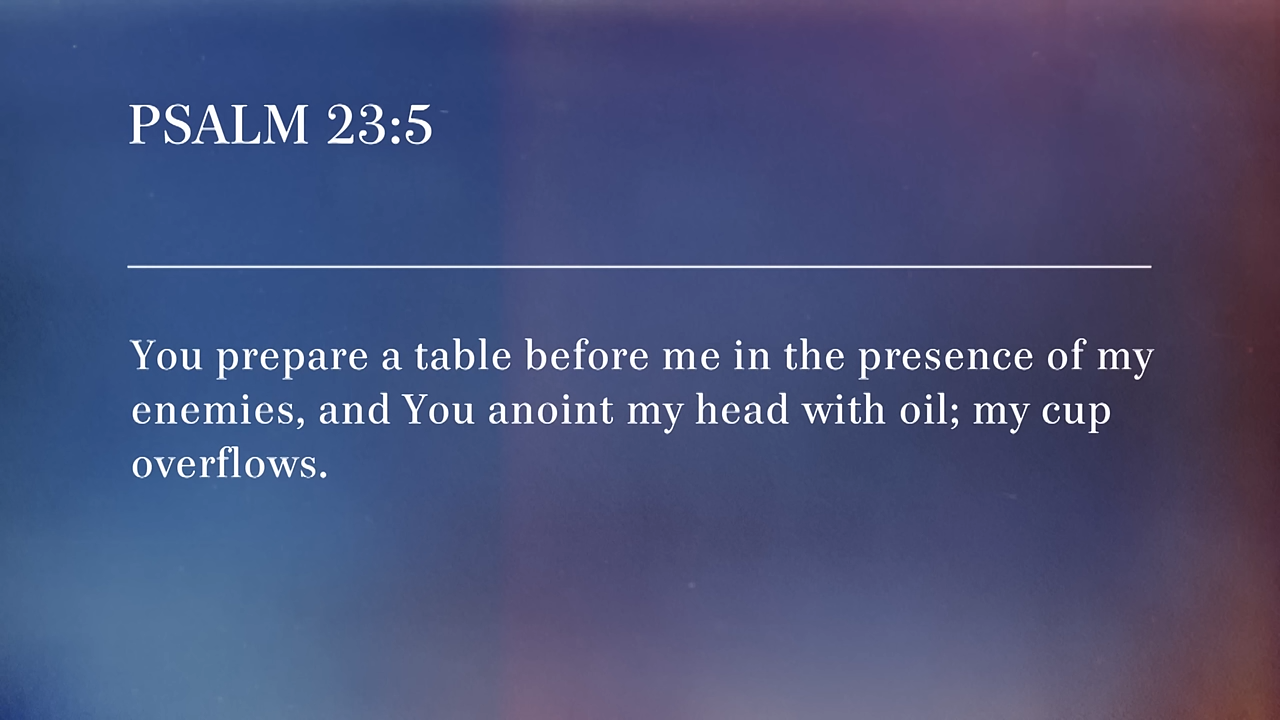 PSALM 23:5
You prepare a table before me in the presence of my
enemies, and You anoint my head with oil; my cup
overflows.